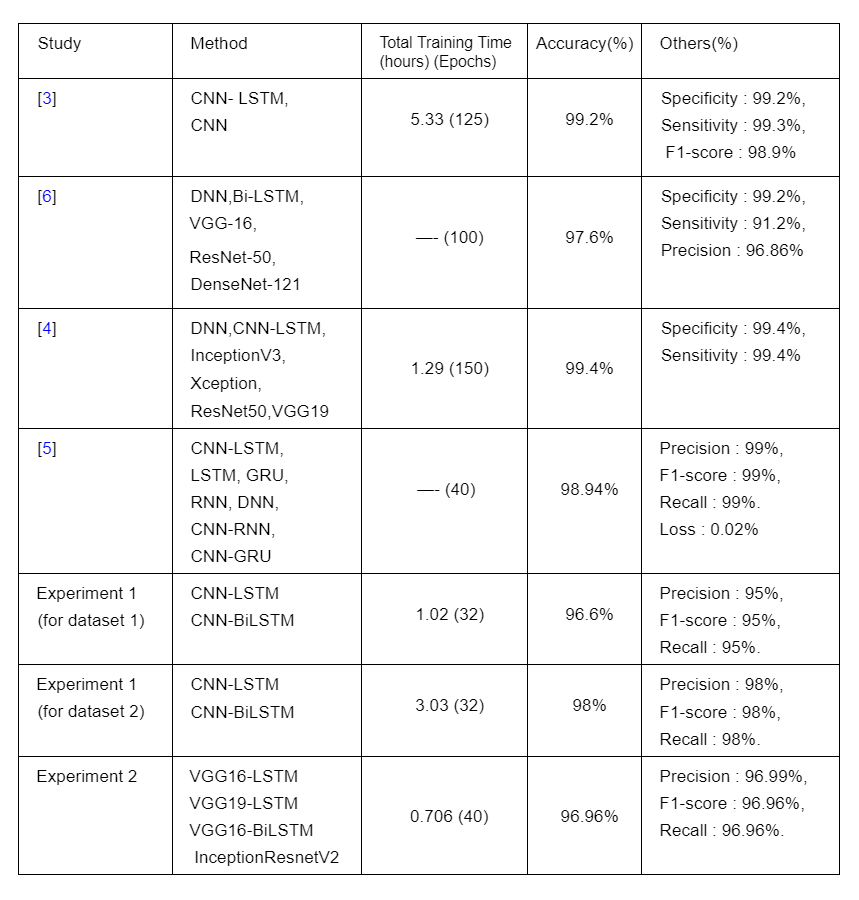 Study
Method
Total Training Time
(hours) (Epochs)
Accuracy(%)
Others(%)
[3]
CNN- LSTM,
CNN
5.33 (125)
99.2%
Specificity : 99.2%,
Sensitivity : 99.3%,
F1-score : 98.9%
[6]
DNN,Bi-LSTM,
VGG-16,
ResNet-50,
DenseNet-121
—- (100)
97.6%
Specificity : 99.2%,
Sensitivity : 91.2%,
Precision : 96.86%
[4]
DNN,CNN-LSTM,
InceptionV3,
Xception,
ResNet50,VGG19
1.29 (150)
99.4%
Specificity : 99.4%,
Sensitivity : 99.4%
[5]
CNN-LSTM,
LSTM, GRU,
RNN, DNN,
CNN-RNN,
CNN-GRU
—- (40)
98.94%
Precision : 99%,
F1-score : 99%,
Recall : 99%.
Loss : 0.02%
Experiment 1
(for dataset 1)
CNN-LSTM
CNN-BiLSTM
1.02 (32)
96.6%
Precision : 95%,
F1-score : 95%,
Recall : 95%.
Experiment 1
(for dataset 2)
CNN-LSTM
CNN-BiLSTM
3.03 (32)
98%
Precision : 98%,
F1-score : 98%,
Recall : 98%.
Experiment 2
VGG16-LSTM
VGG19-LSTM
VGG16-BiLSTM
InceptionResnetV2
0.706 (40)
96.96%
Precision : 96.99%,
F1-score : 96.96%,
Recall : 96.96%.